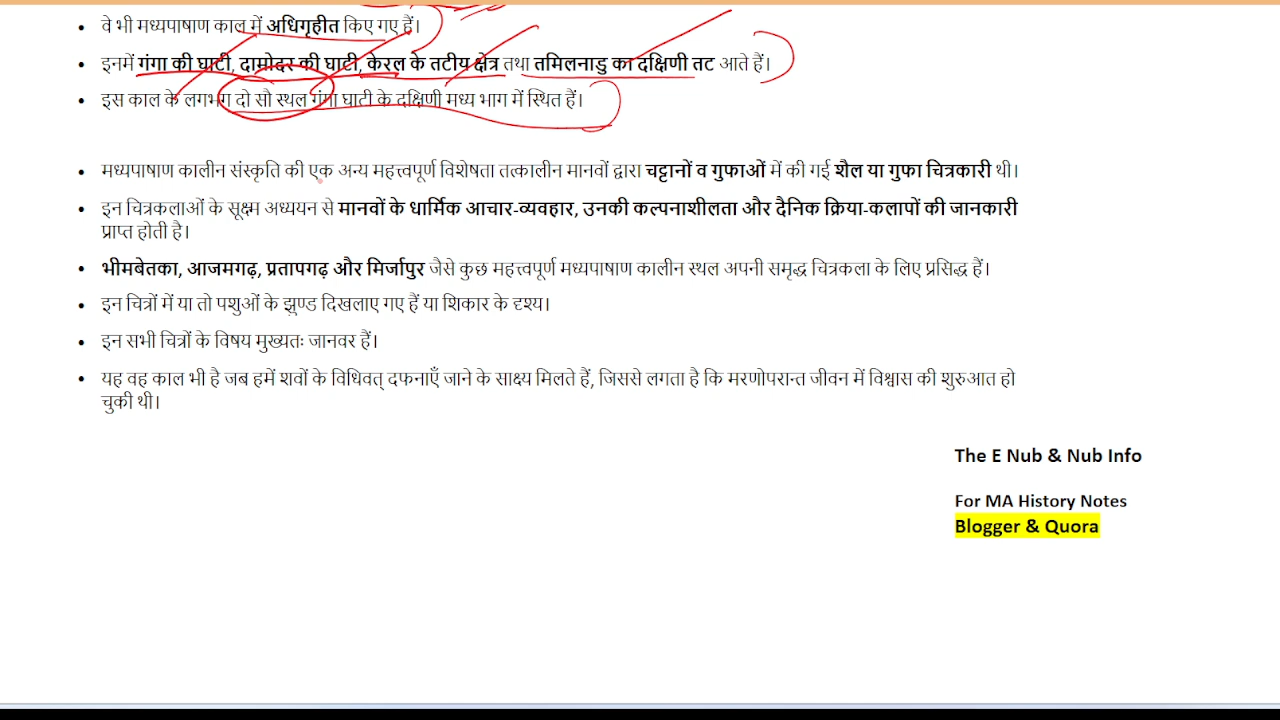 • वे भी मध्यपाषाण काल में अधिगृहीत किए गए हैं।
• इनमें गंगा की घाटी, दामोदर की घाटी, केरल के तटीय क्षेत्र तथा तमिलनाडु का दक्षिणी तट आते हैं।
• इस काल के लगभग दो सौ स्थल गंगा घाटी के दक्षिणी मध्य भाग में स्थित हैं।
• मध्यपाषाण कालीन संस्कृति की एक अन्य महत्त्वपूर्ण विशेषता तत्कालीन मानवों द्वारा चट्टानों व गुफाओं में की गई शैल या गुफा चित्रकारी थी।
• इन चित्रकलाओं के सूक्ष्म अध्ययन से मानवों के धार्मिक आचार-व्यवहार, उनकी कल्पनाशीलता और दैनिक क्रिया-कलापों की जानकारी
प्राप्त होती है।
• भीमबेतका, आजमगढ़, प्रतापगढ़ और मिर्जापुर जैसे कुछ महत्त्वपूर्ण मध्यपाषाण कालीन स्थल अपनी समृद्ध चित्रकला के लिए प्रसिद्ध हैं।
• इन चित्रों में या तो पशुओं के झुण्ड दिखलाए गए हैं या शिकार के दृश्य।
• इन सभी चित्रों के विषय मुख्यतः जानवर हैं।
• यह वह काल भी है जब हमें शवों के विधिवत् दफनाएँ जाने के साक्ष्य मिलते हैं, जिससे लगता है कि मरणोपरान्त जीवन में विश्वास की शुरुआत हो
चुकी थी।
The E Nub & Nub Info
For MA History Notes
Blogger & Quora